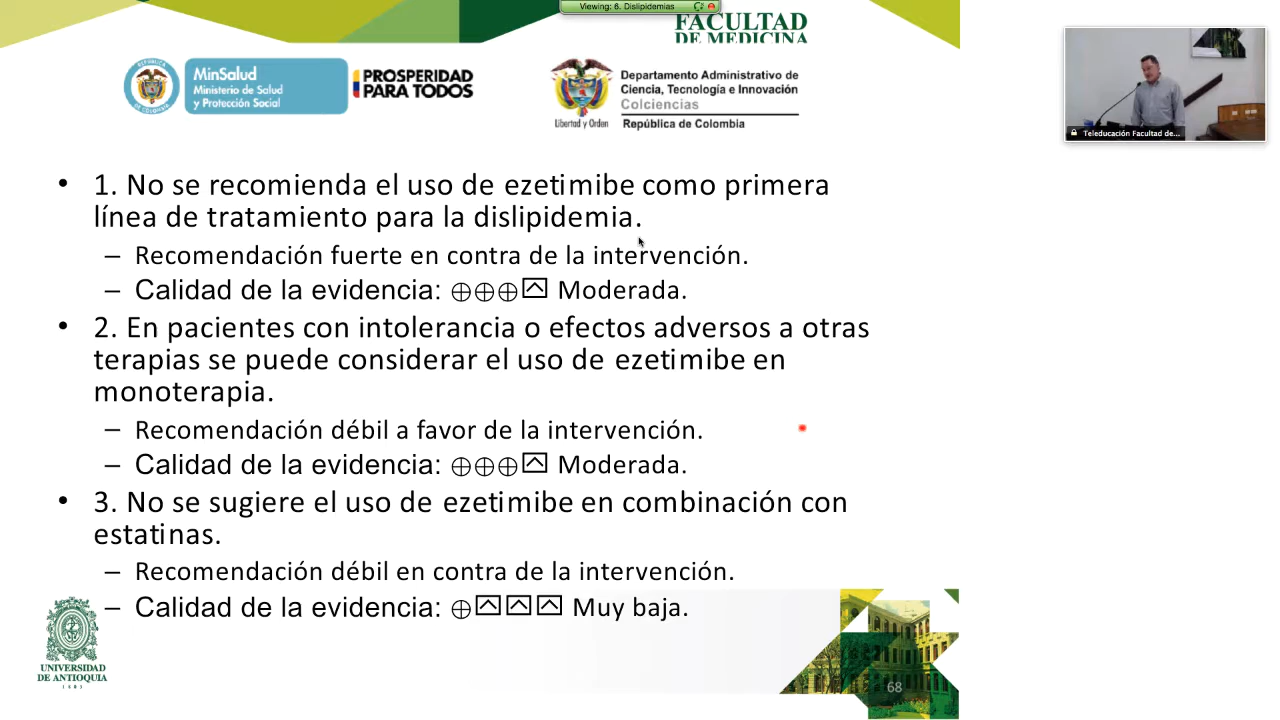 Viewing: 6. Dislipidemias
FACULTAD
DE MEDICINA
REPÚBLICA DE COLOMBIA
MinSalud
Ministerio de Salud
y Protección Social
PROSPERIDAD
PARA TODOS
Libertad y Orden
Departamento Administrativo de
Ciencia, Tecnología e Innovación
Colciencias
República de Colombia
Teleducación Facultad de...
• 1. No se recomienda el uso de ezetimibe como primera
línea de tratamiento para la dislipidemia.
– Recomendación fuerte en contra de la intervención.
– Calidad de la evidencia: ⊕⊕⊕ Moderada.
• 2. En pacientes con intolerancia o efectos adversos a otras
terapias se puede considerar el uso de ezetimibe en
monoterapia.
– Recomendación débil a favor de la intervención.
– Calidad de la evidencia: ⊕⊕⊕ Moderada.
• 3. No se sugiere el uso de ezetimibe en combinación con
estatinas.
– Recomendación débil en contra de la intervención.
– Calidad de la evidencia: ⊕ Muy baja.
UNIVERSIDAD
DE ANTIOQUIA
1803
68